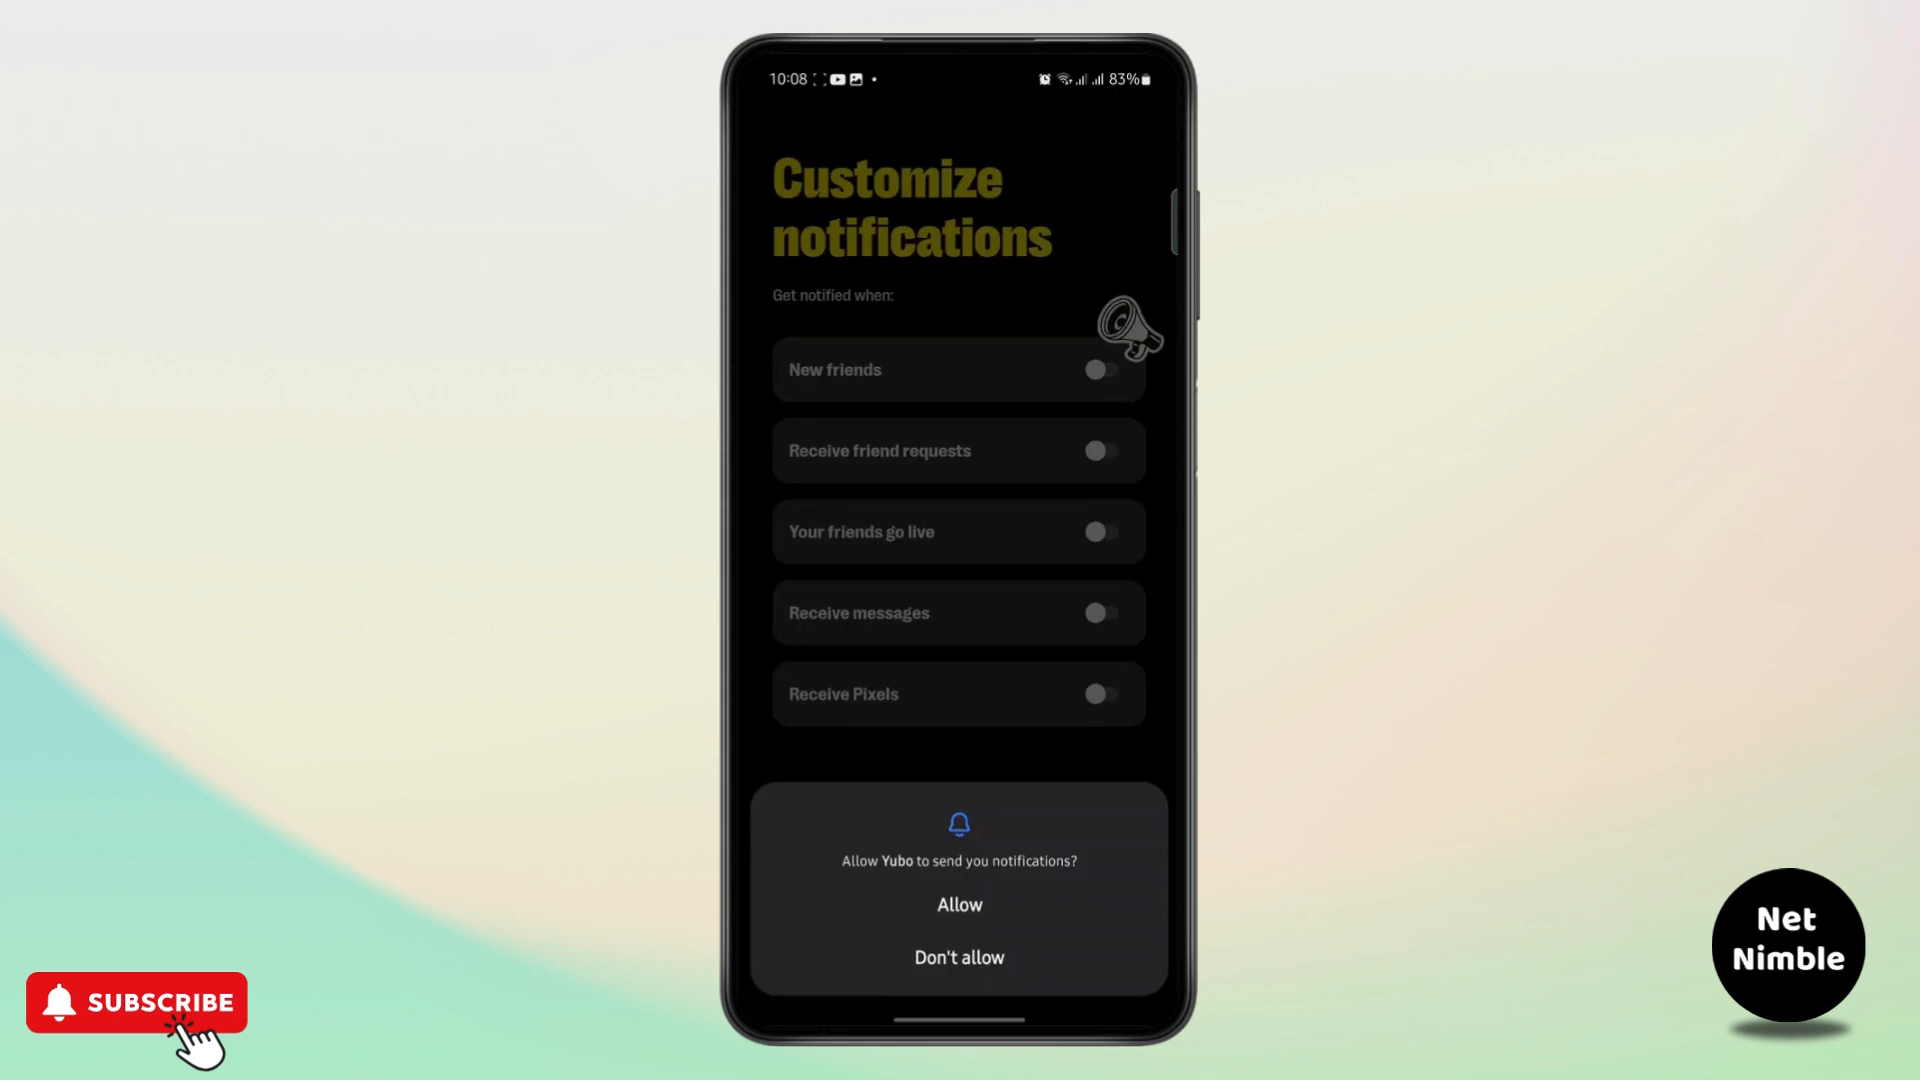 10:08
83%
Customize
notifications
Get notified when:
New friends
Receive friend requests
Your friends go live
Receive messages
Receive Pixels
Allow Yubo to send you notifications?
Allow
Don't allow
SUBSCRIBE
Net
Nimble